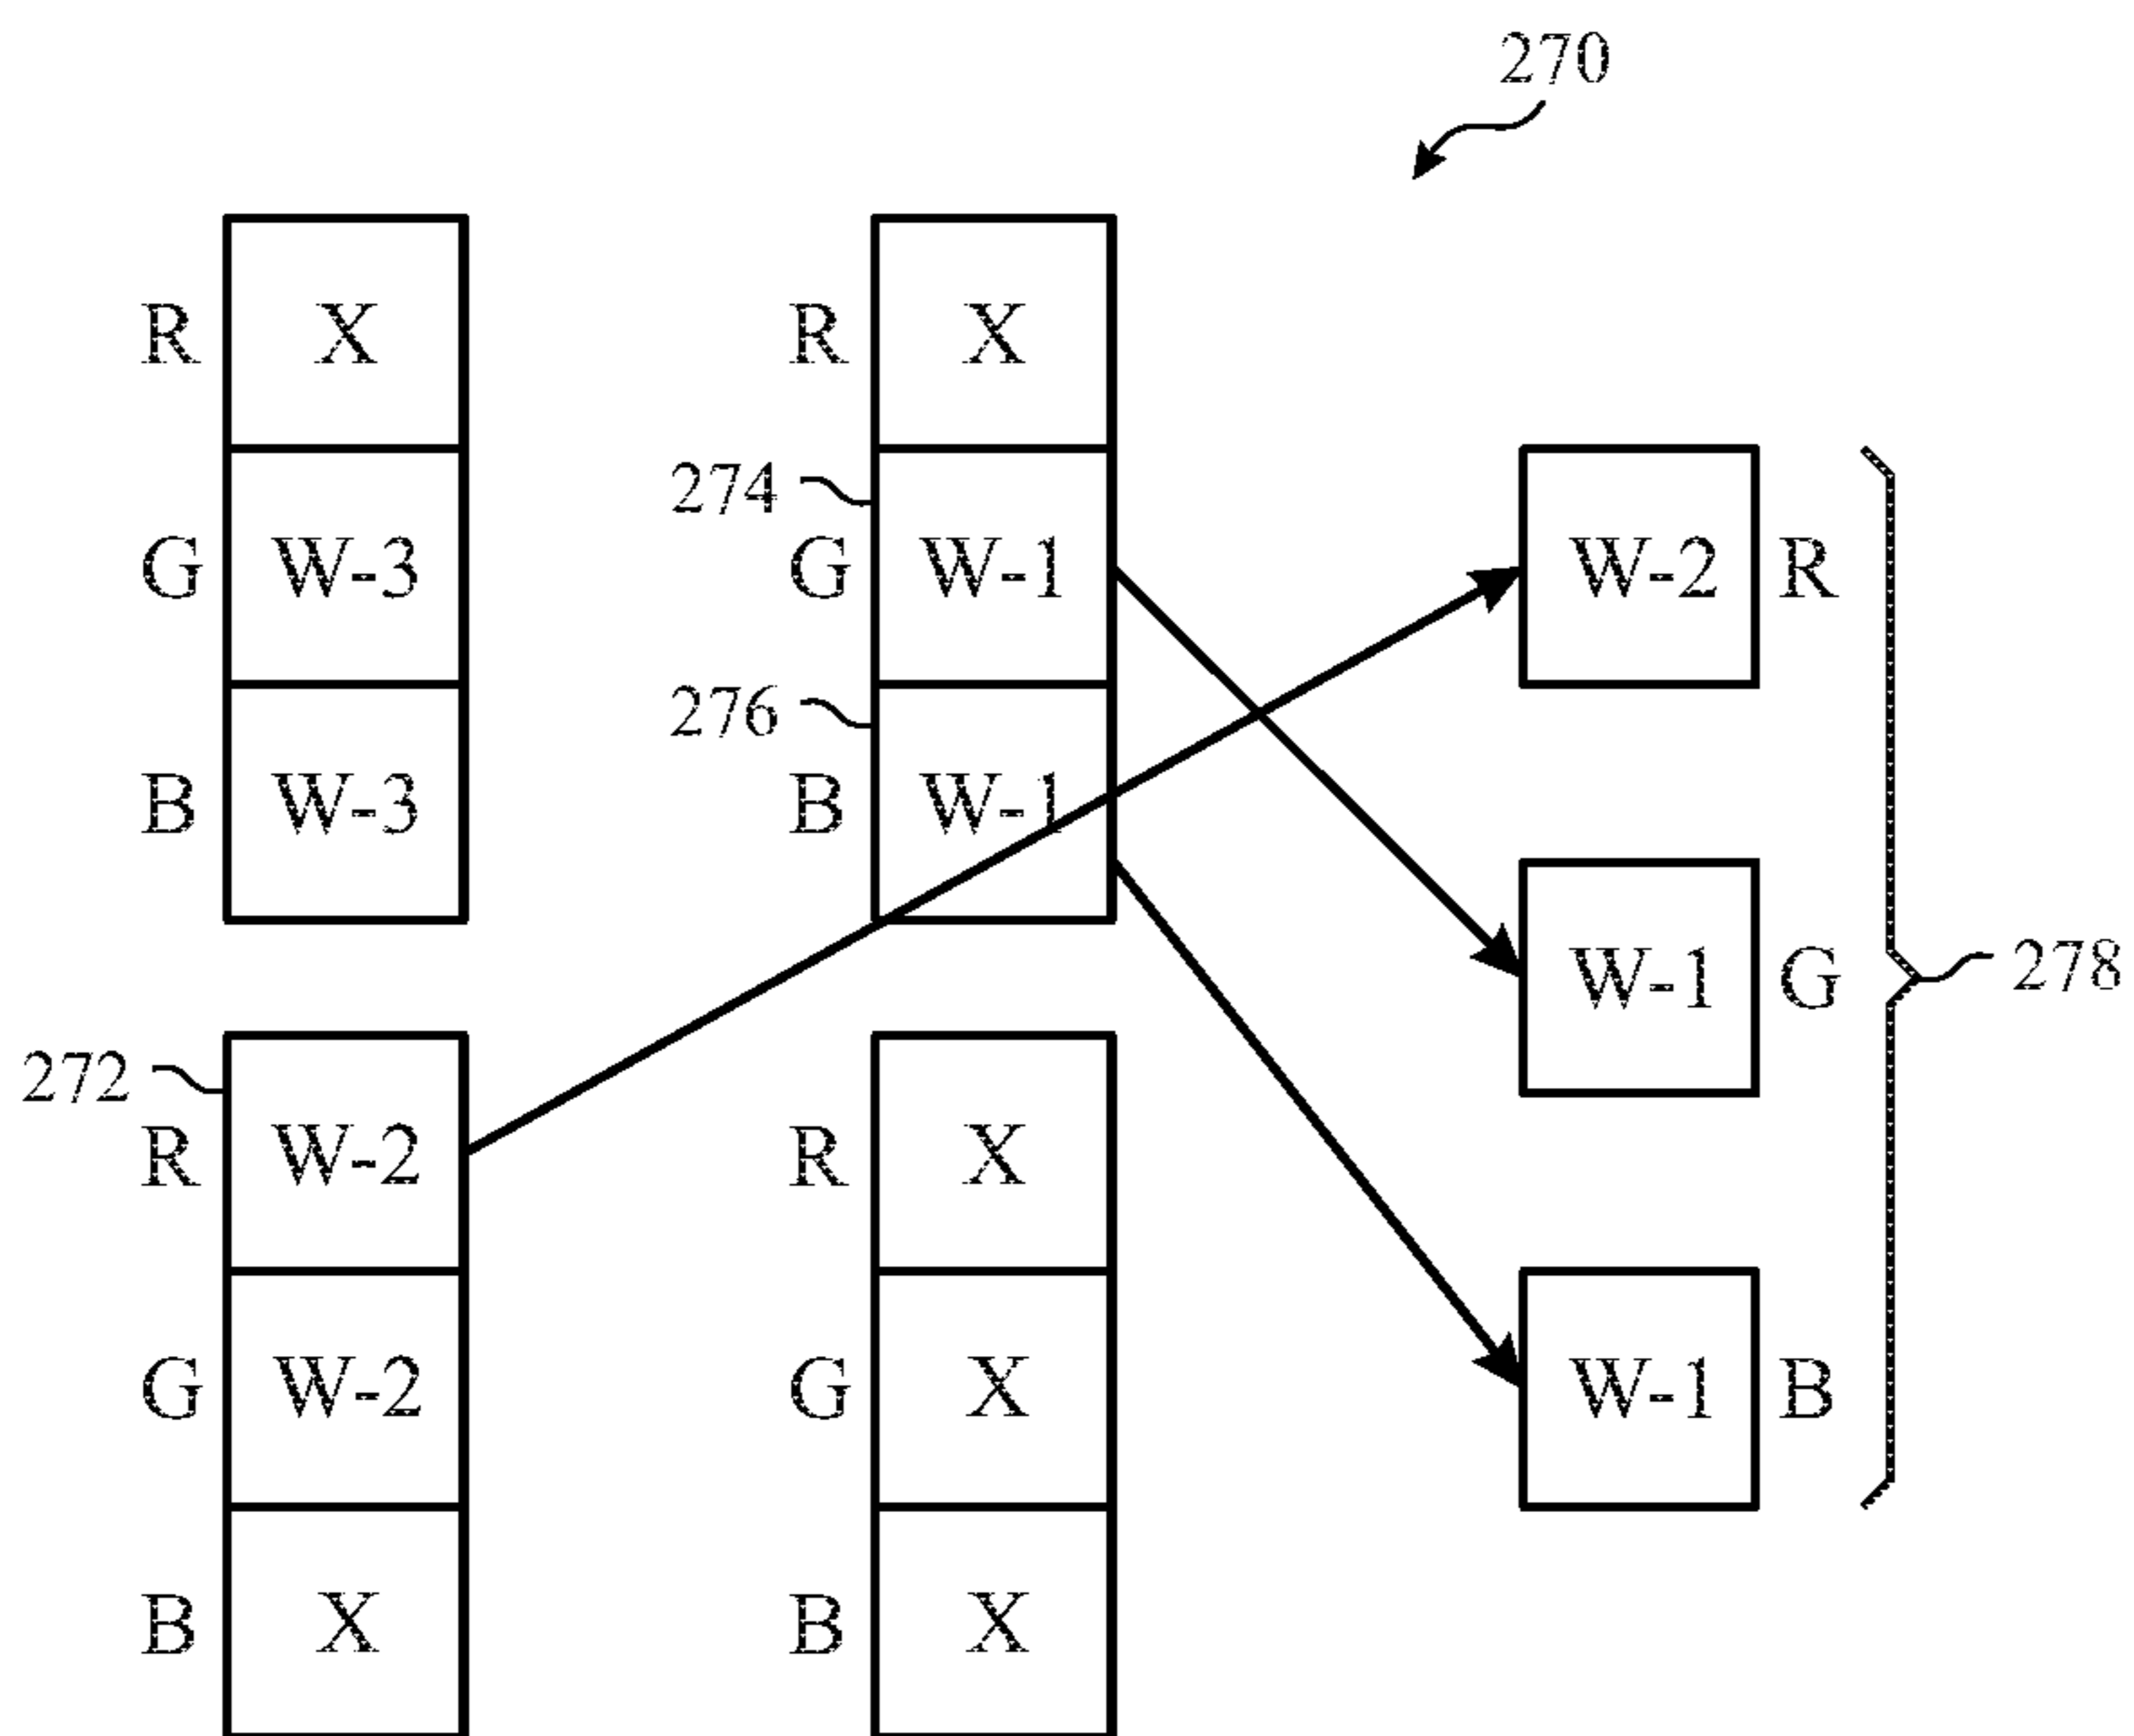 270
R X R X
274
G W-3 G W-1 W-2 R
276
B W-3 B W-1
W-1 G 278
272
R W-2 R X
G W-2 G X W-1 B
B X B X